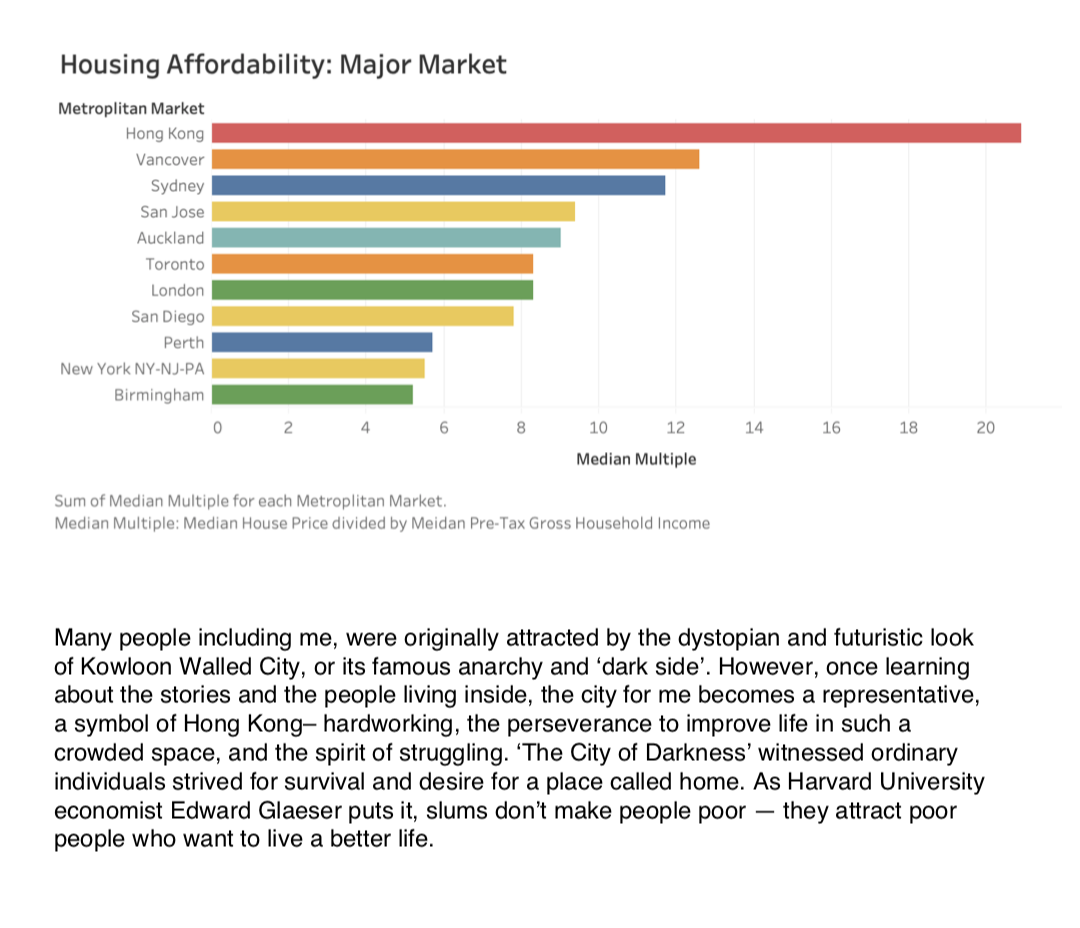 Housing Affordability: Major Market
Metroplitan Market
Hong Kong
Vancover
Sydney
San Jose
Auckland
Toronto
London
San Diego
Perth
New York NY-NJ-PA
Birmingham
0 2 4 6 8 10 12 14 16 18 20
Median Multiple
Sum of Median Multiple for each Metroplitan Market.
Median Multiple: Median House Price divided by Meidan Pre-Tax Gross Household Income
Many people including me, were originally attracted by the dystopian and futuristic look
of Kowloon Walled City, or its famous anarchy and ‘dark side’. However, once learning
about the stories and the people living inside, the city for me becomes a representative,
a symbol of Hong Kong– hardworking, the perseverance to improve life in such a
crowded space, and the spirit of struggling. ‘The City of Darkness’ witnessed ordinary
individuals strived for survival and desire for a place called home. As Harvard University
economist Edward Glaeser puts it, slums don’t make people poor — they attract poor
people who want to live a better life.